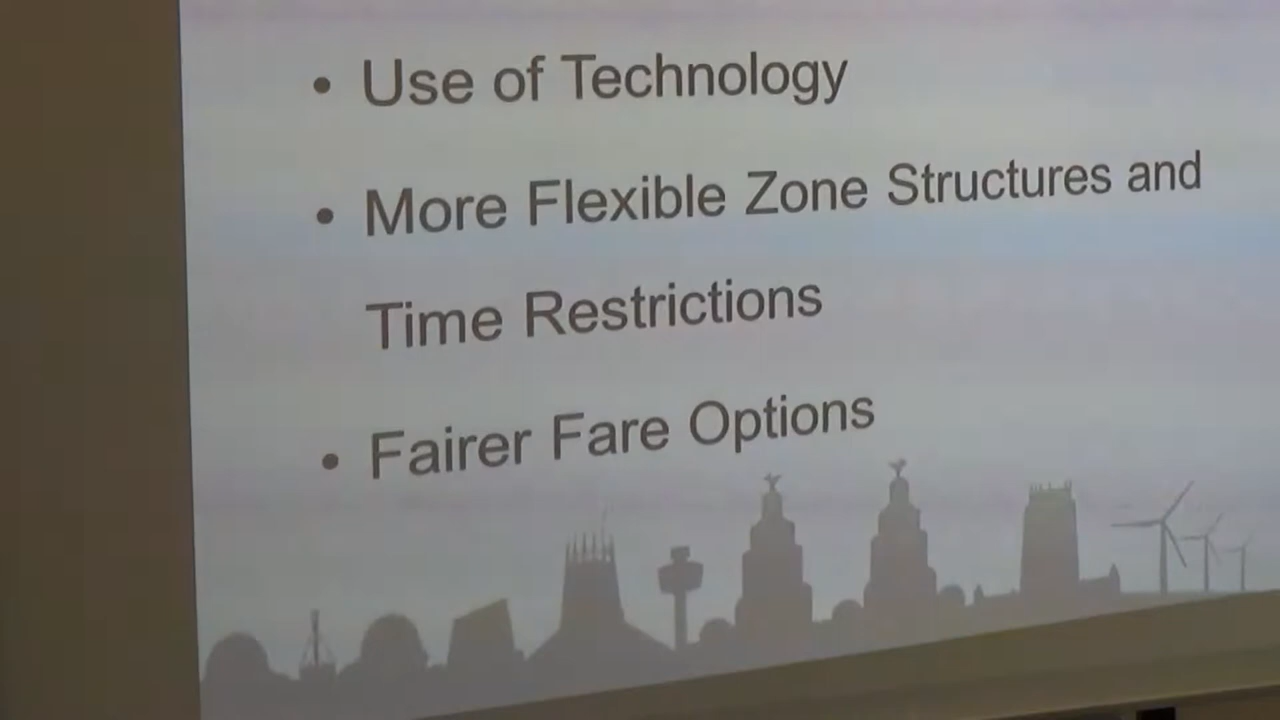 • Use of Technology
• More Flexible Zone Structures and
Time Restrictions
• Fairer Fare Options